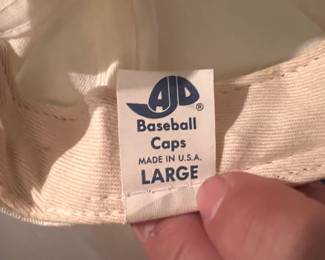 AJD®
Baseball
Caps
MADE IN U.S.A.
LARGE